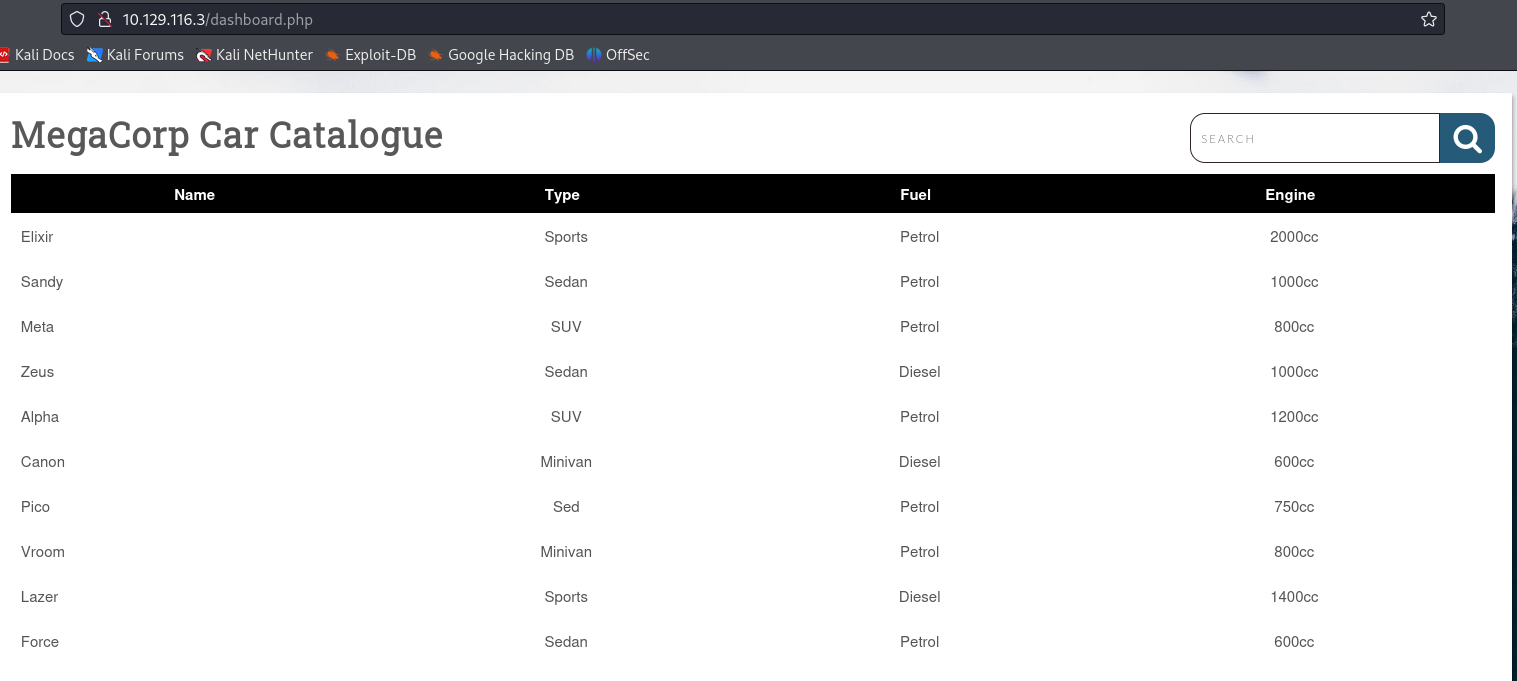 10.129.116.3/dashboard.php
Kali Docs Kali Forums Kali NetHunter Exploit-DB Google Hacking DB OffSec
MegaCorp Car Catalogue SEARCH
Name Type Fuel Engine
Elixir Sports Petrol 2000cc
Sandy Sedan Petrol 1000cc
Meta SUV Petrol 800cc
Zeus Sedan Diesel 1000cc
Alpha SUV Petrol 1200cc
Canon Minivan Diesel 600cc
Pico Sed Petrol 750cc
Vroom Minivan Petrol 800cc
Lazer Sports Diesel 1400cc
Force Sedan Petrol 600cc